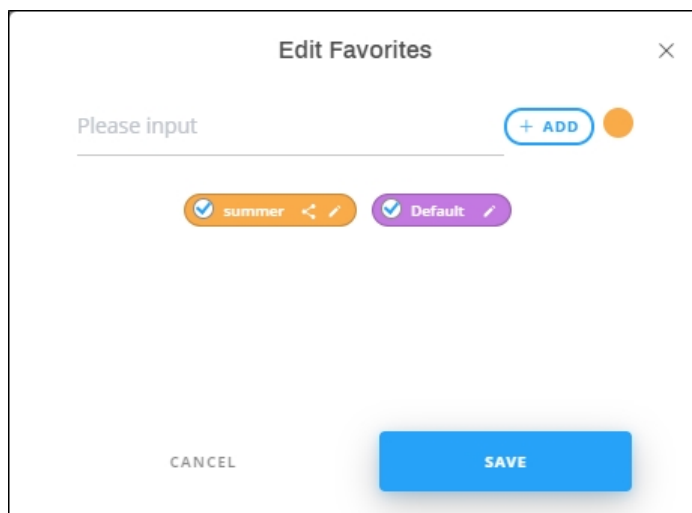 Edit Favorites
Please input
+ ADD
summer Default
CANCEL SAVE